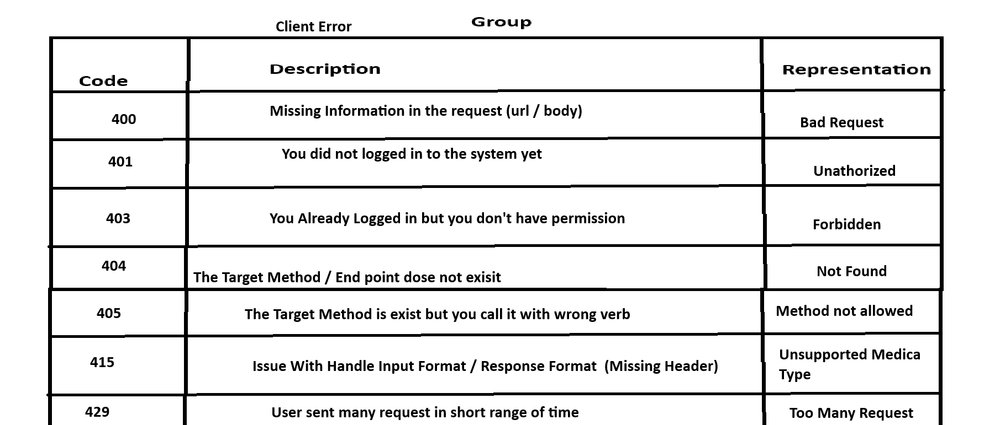 Client Error
Group
Code
Description
Representation
400
Missing Information in the request (url / body)
Bad Request
401
You did not logged in to the system yet
Unathorized
403
You Already Logged in but you don't have permission
Forbidden
404
The Target Method / End point dose not exisit
Not Found
405
The Target Method is exist but you call it with wrong verb
Method not allowed
415
Issue With Handle Input Format / Response Format (Missing Header)
Unsupported Medica
Type
429
User sent many request in short range of time
Too Many Request